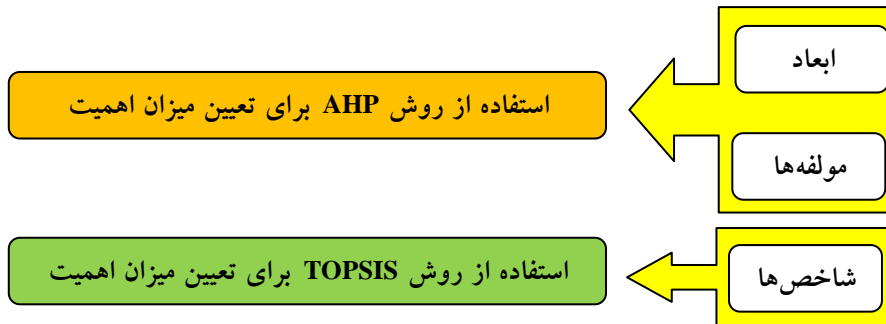 ابعاد
مولفه‌ها
استفاده از روش AHP برای تعیین میزان اهمیت
شاخص‌ها
استفاده از روش TOPSIS برای تعیین میزان اهمیت